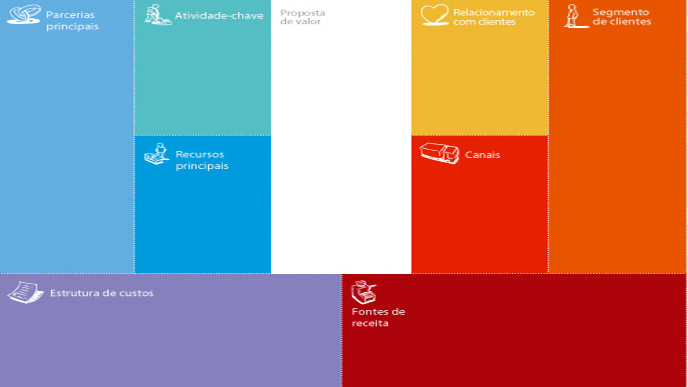 Parcerias
principais
Atividade-chave
Proposta
de valor
Relacionamento
com clientes
Segmento
de clientes
Recursos
principais
Canais
Estrutura de custos
Fontes de
receita